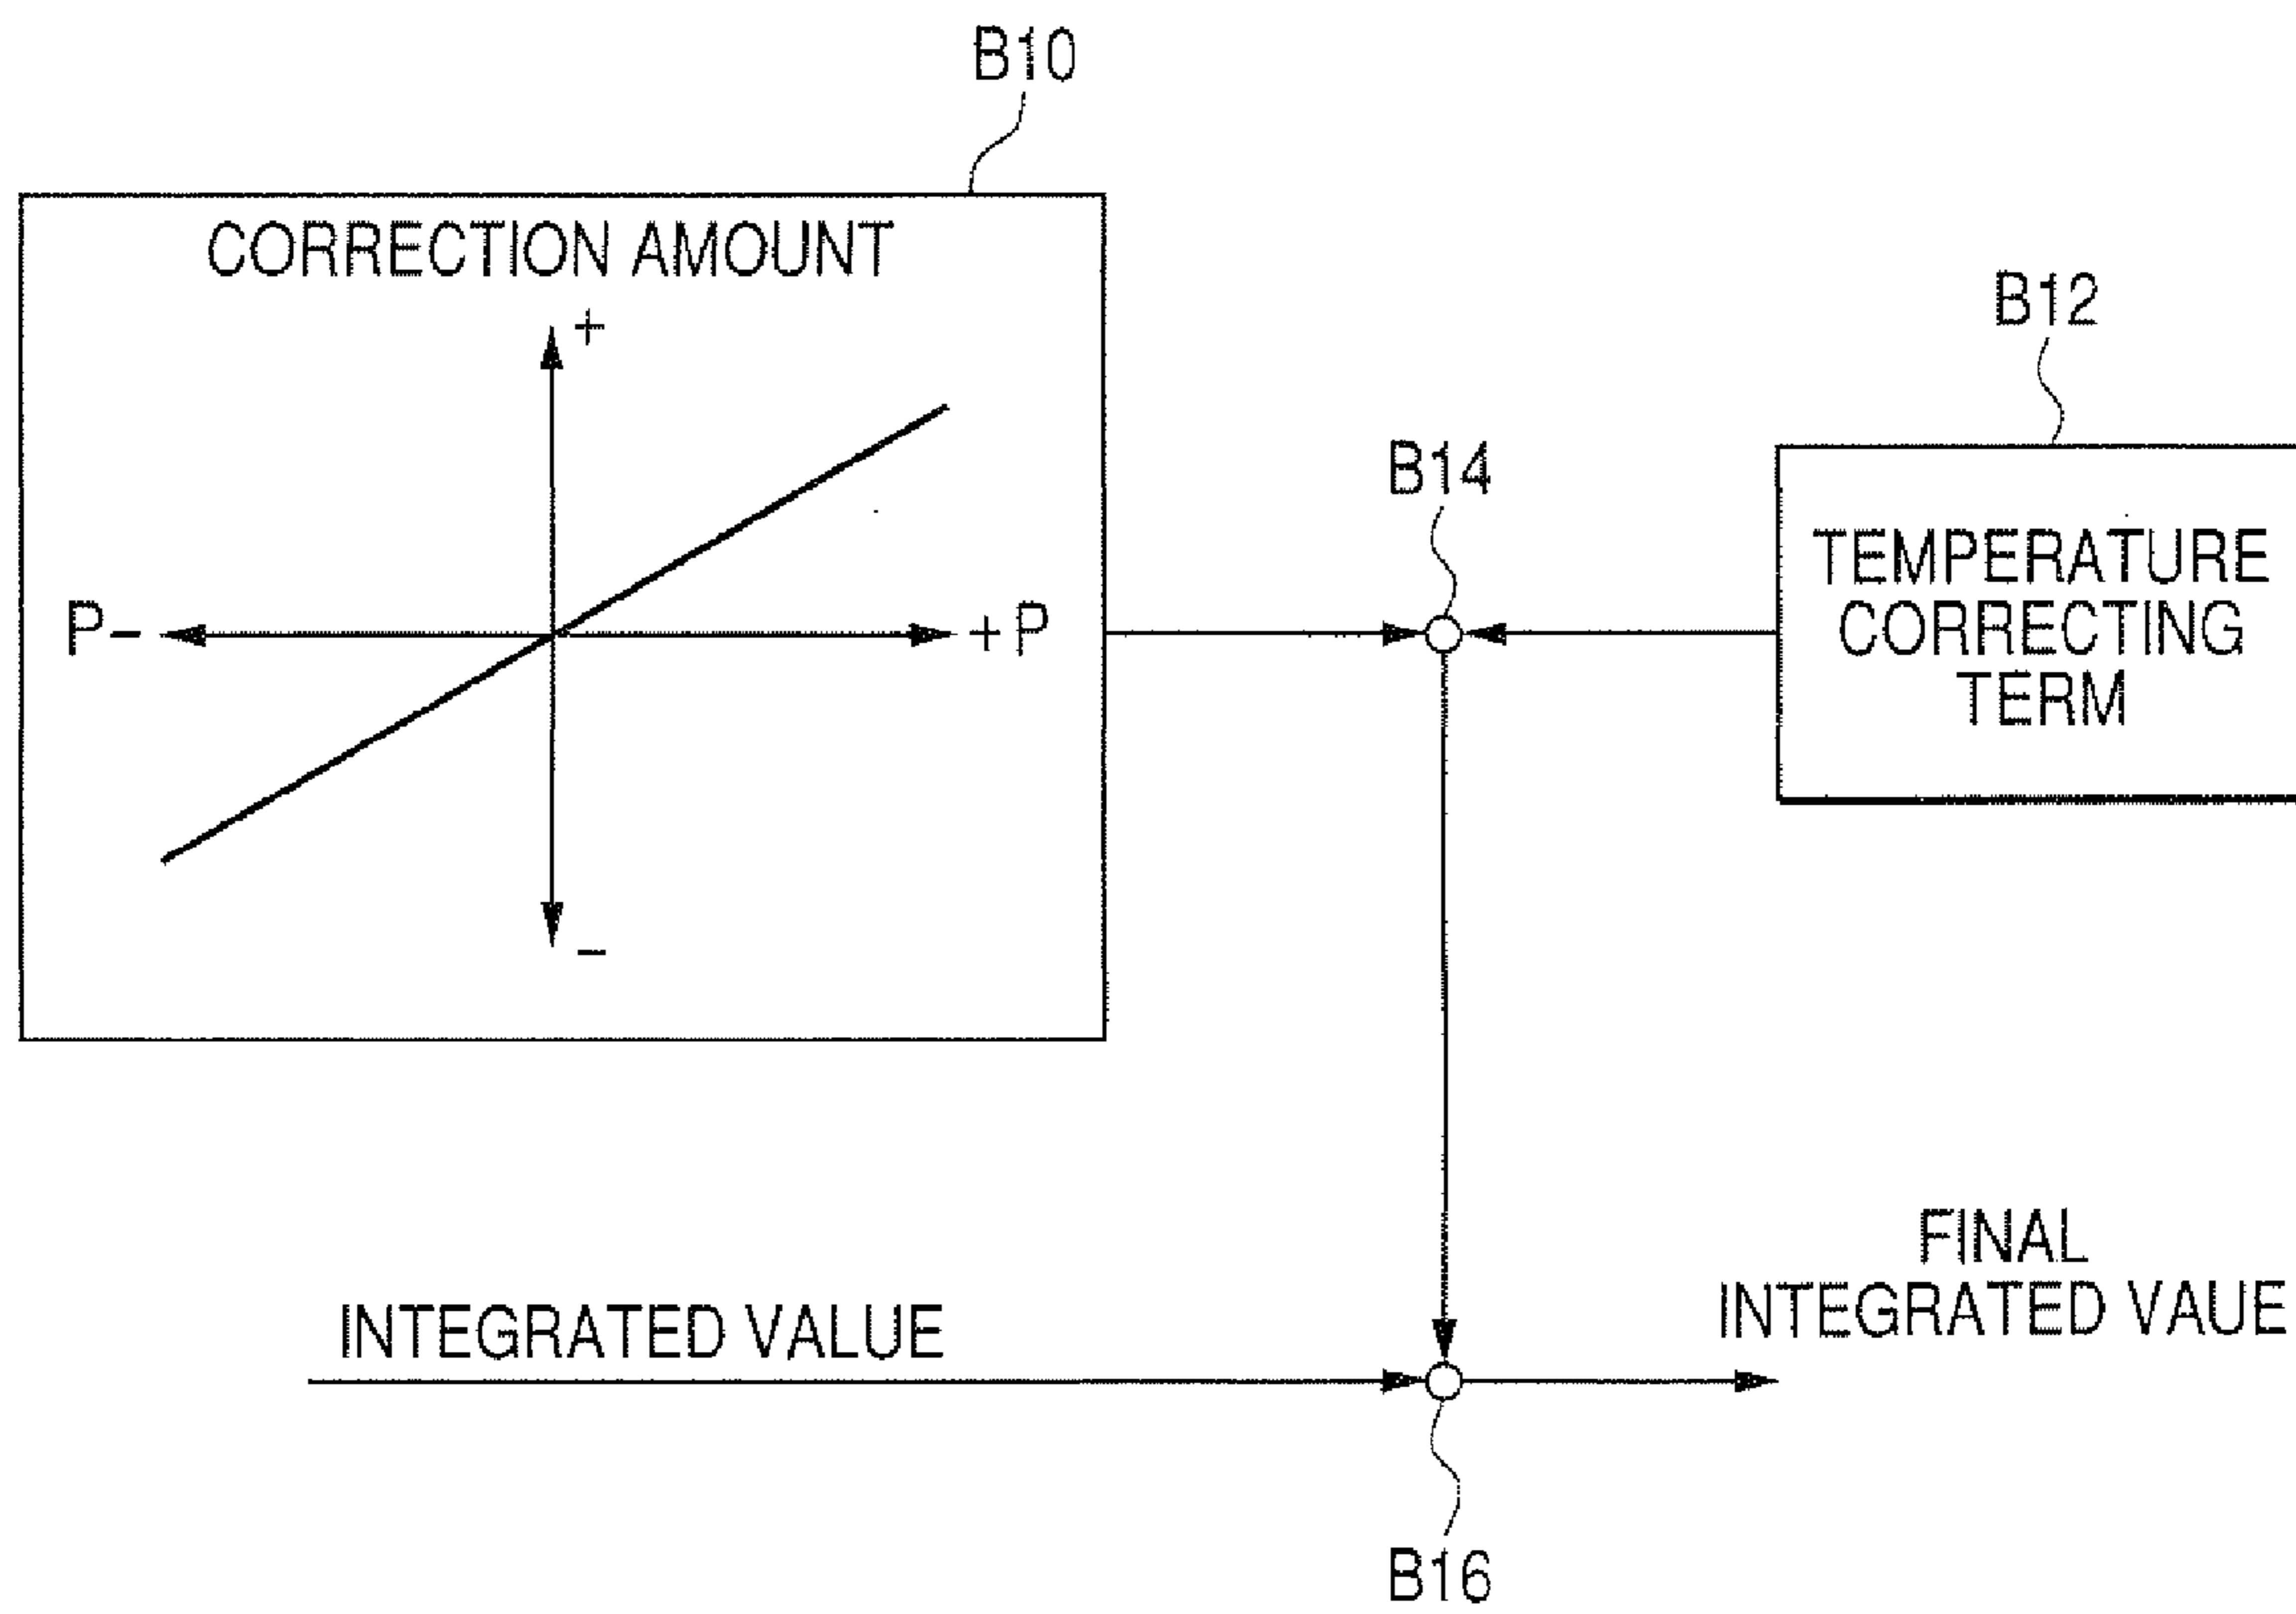 B10
CORRECTION AMOUNT
+
P- +P
-
B12
TEMPERATURE
CORRECTING
TERM
B14
INTEGRATED VALUE
FINAL
INTEGRATED VAUE
B16